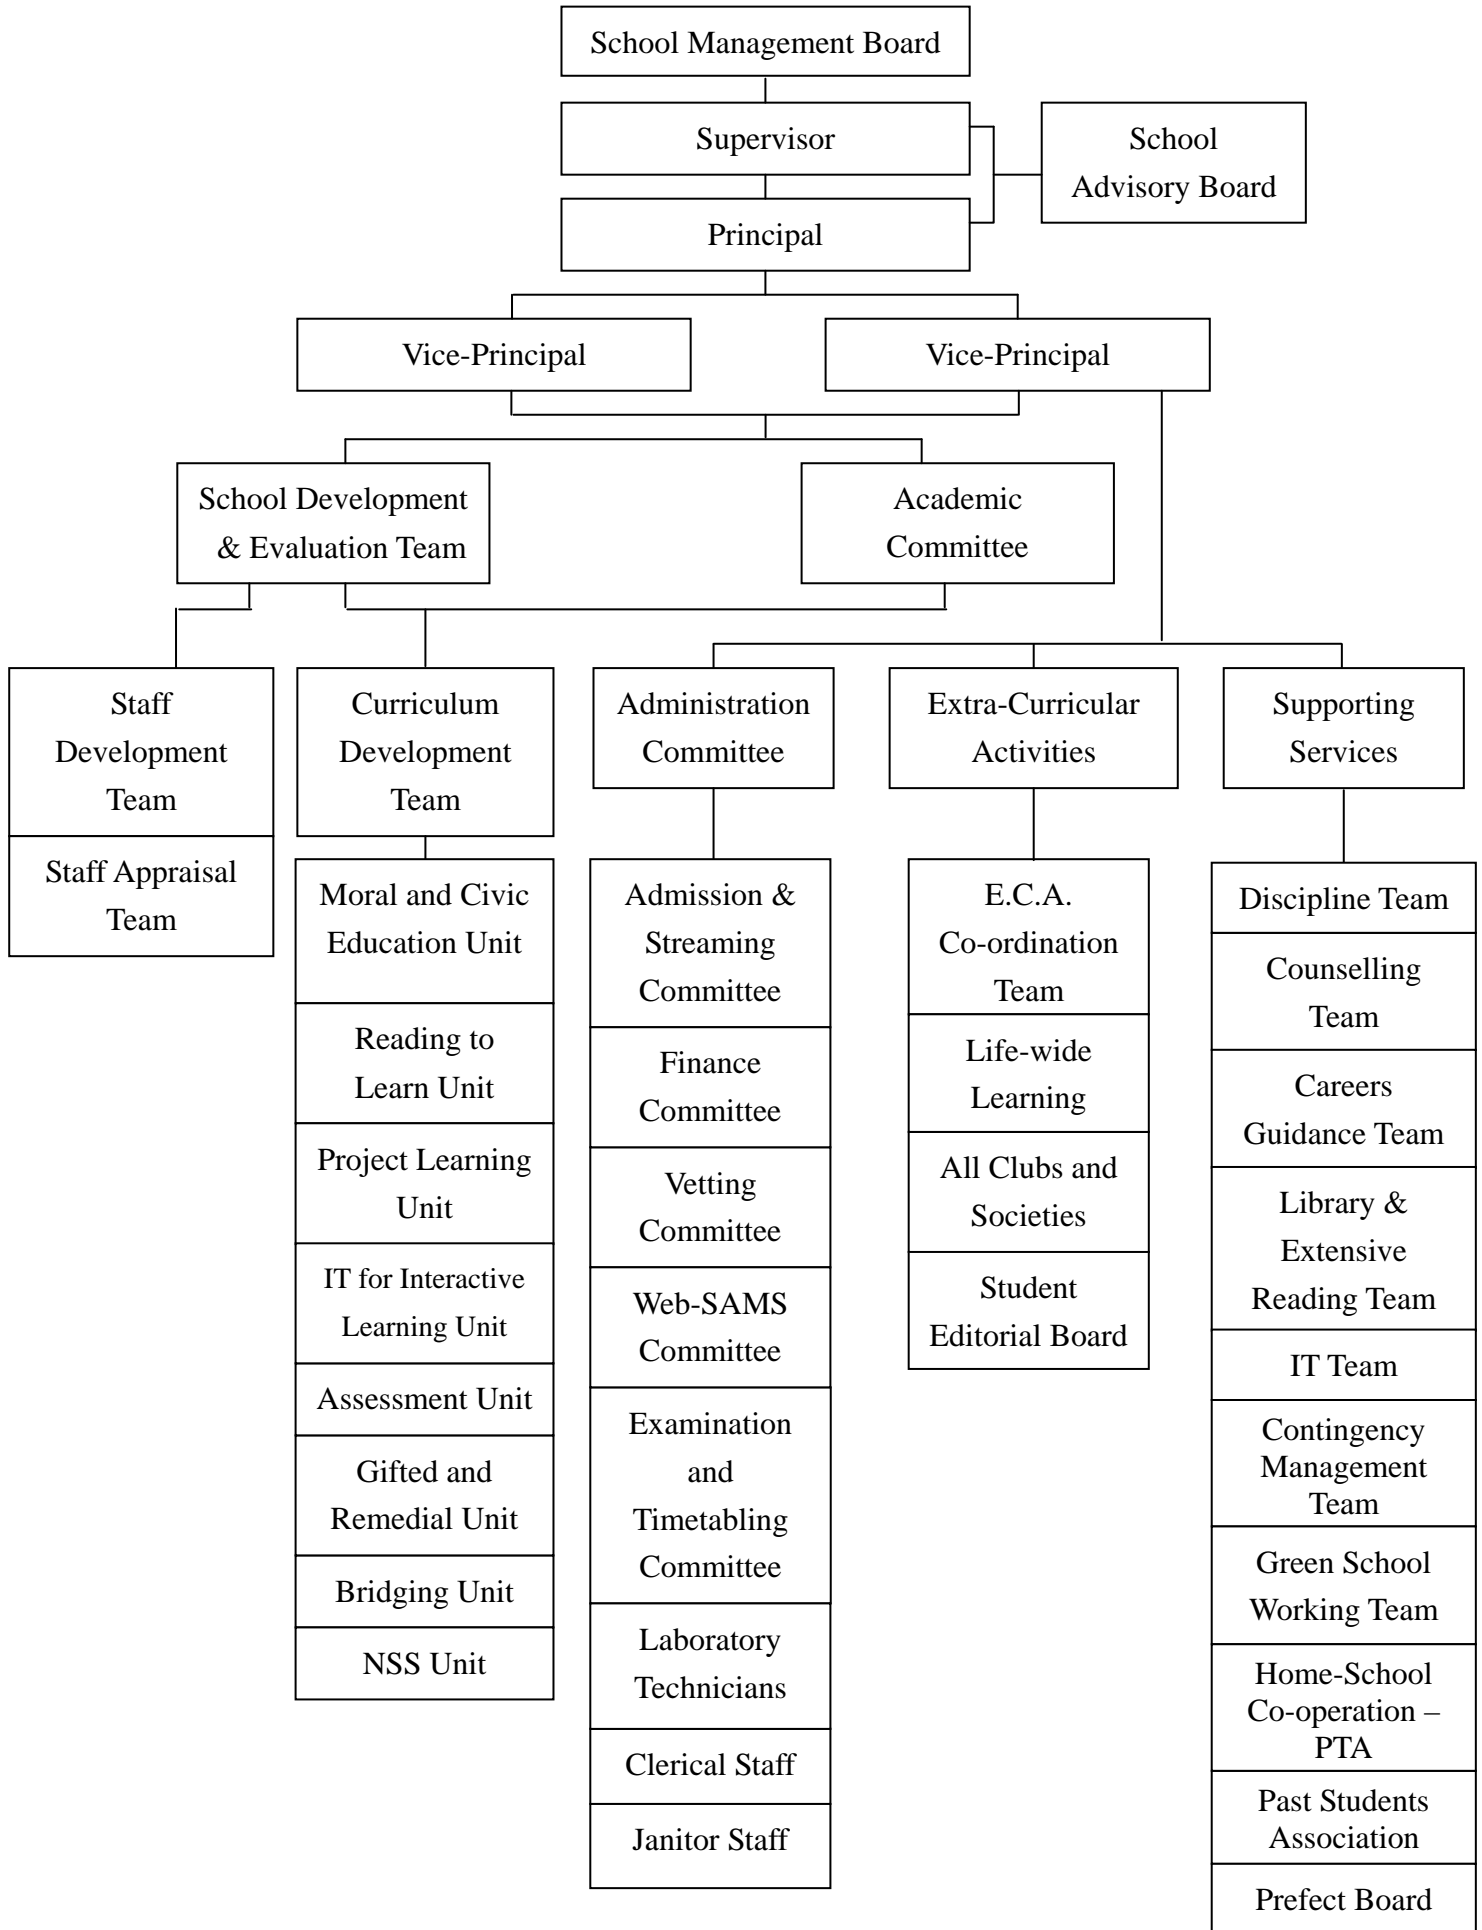 School Management Board
Supervisor
School
Advisory Board
Principal
Vice-Principal
Vice-Principal
School Development
& Evaluation Team
Academic
Committee
Staff
Development
Team
Staff Appraisal
Team
Curriculum
Development
Team
Moral and Civic
Education Unit
Reading to
Learn Unit
Project Learning
Unit
IT for Interactive
Learning Unit
Assessment Unit
Gifted and
Remedial Unit
Bridging Unit
NSS Unit
Administration
Committee
Admission &
Streaming
Committee
Finance
Committee
Vetting
Committee
Web-SAMS
Committee
Examination
and
Timetabling
Committee
Laboratory
Technicians
Clerical Staff
Janitor Staff
Extra-Curricular
Activities
E.C.A.
Co-ordination
Team
Life-wide
Learning
All Clubs and
Societies
Student
Editorial Board
Supporting
Services
Discipline Team
Counselling
Team
Careers
Guidance Team
Library &
Extensive
Reading Team
IT Team
Contingency
Management
Team
Green School
Working Team
Home-School
Co-operation –
PTA
Past Students
Association
Prefect Board